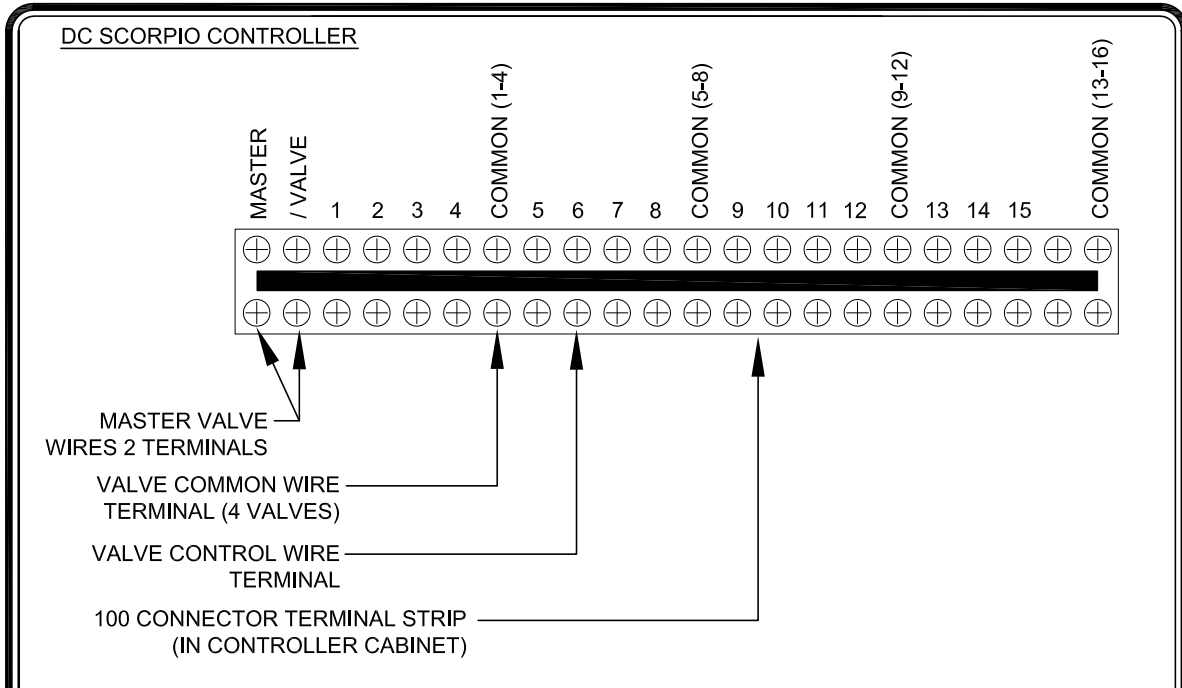 DC SCORPIO CONTROLLER
MASTER
/ VALVE
1
2
3
4
COMMON (1-4)
5
6
7
8
COMMON (5-8)
9
10
11
12
COMMON (9-12)
13
14
15
COMMON (13-16)
MASTER VALVE
WIRES 2 TERMINALS
VALVE COMMON WIRE
TERMINAL (4 VALVES)
VALVE CONTROL WIRE
TERMINAL
100 CONNECTOR TERMINAL STRIP
(IN CONTROLLER CABINET)